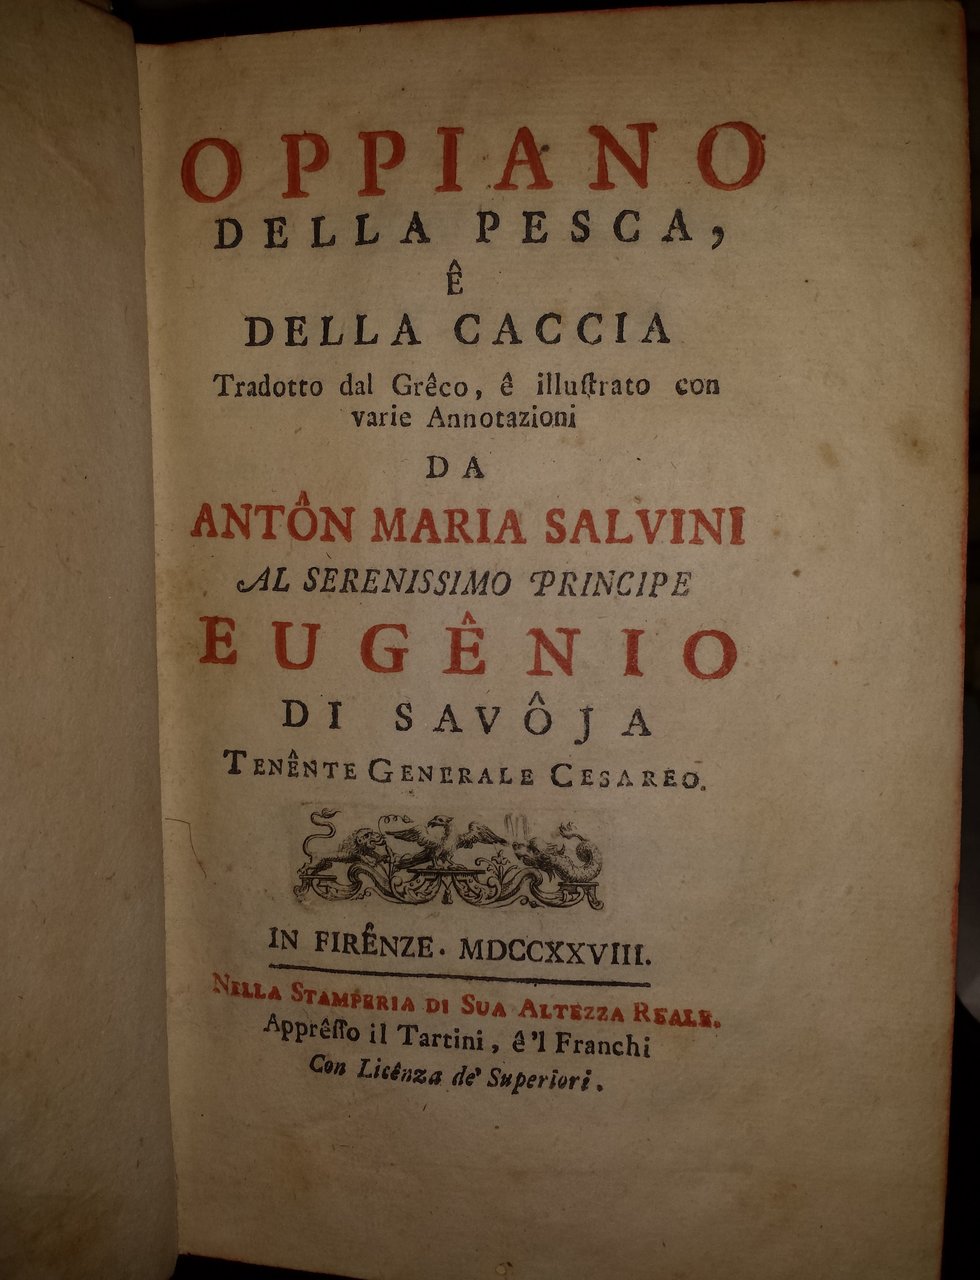 OPPIANO
DELLA PESCA,
Ê
DELLA CACCIA
Tradotto dal Grêco, ê illuſtrato con
varie Annotazioni
DA
ANTÔN MARIA SALVINI
AL SERENISSIMO PRINCIPE
EUGÊNIO
DI SAVÔJA
TENÊNTE GENERALE CESAREO.
IN FIRÊNZE. MDCCXXVIII.
NELLA STAMPERIA DI SUA ALTEZZA REALE.
Apprêſſo il Tartini, ê 'l Franchi
Con Licênza de' Superiori.